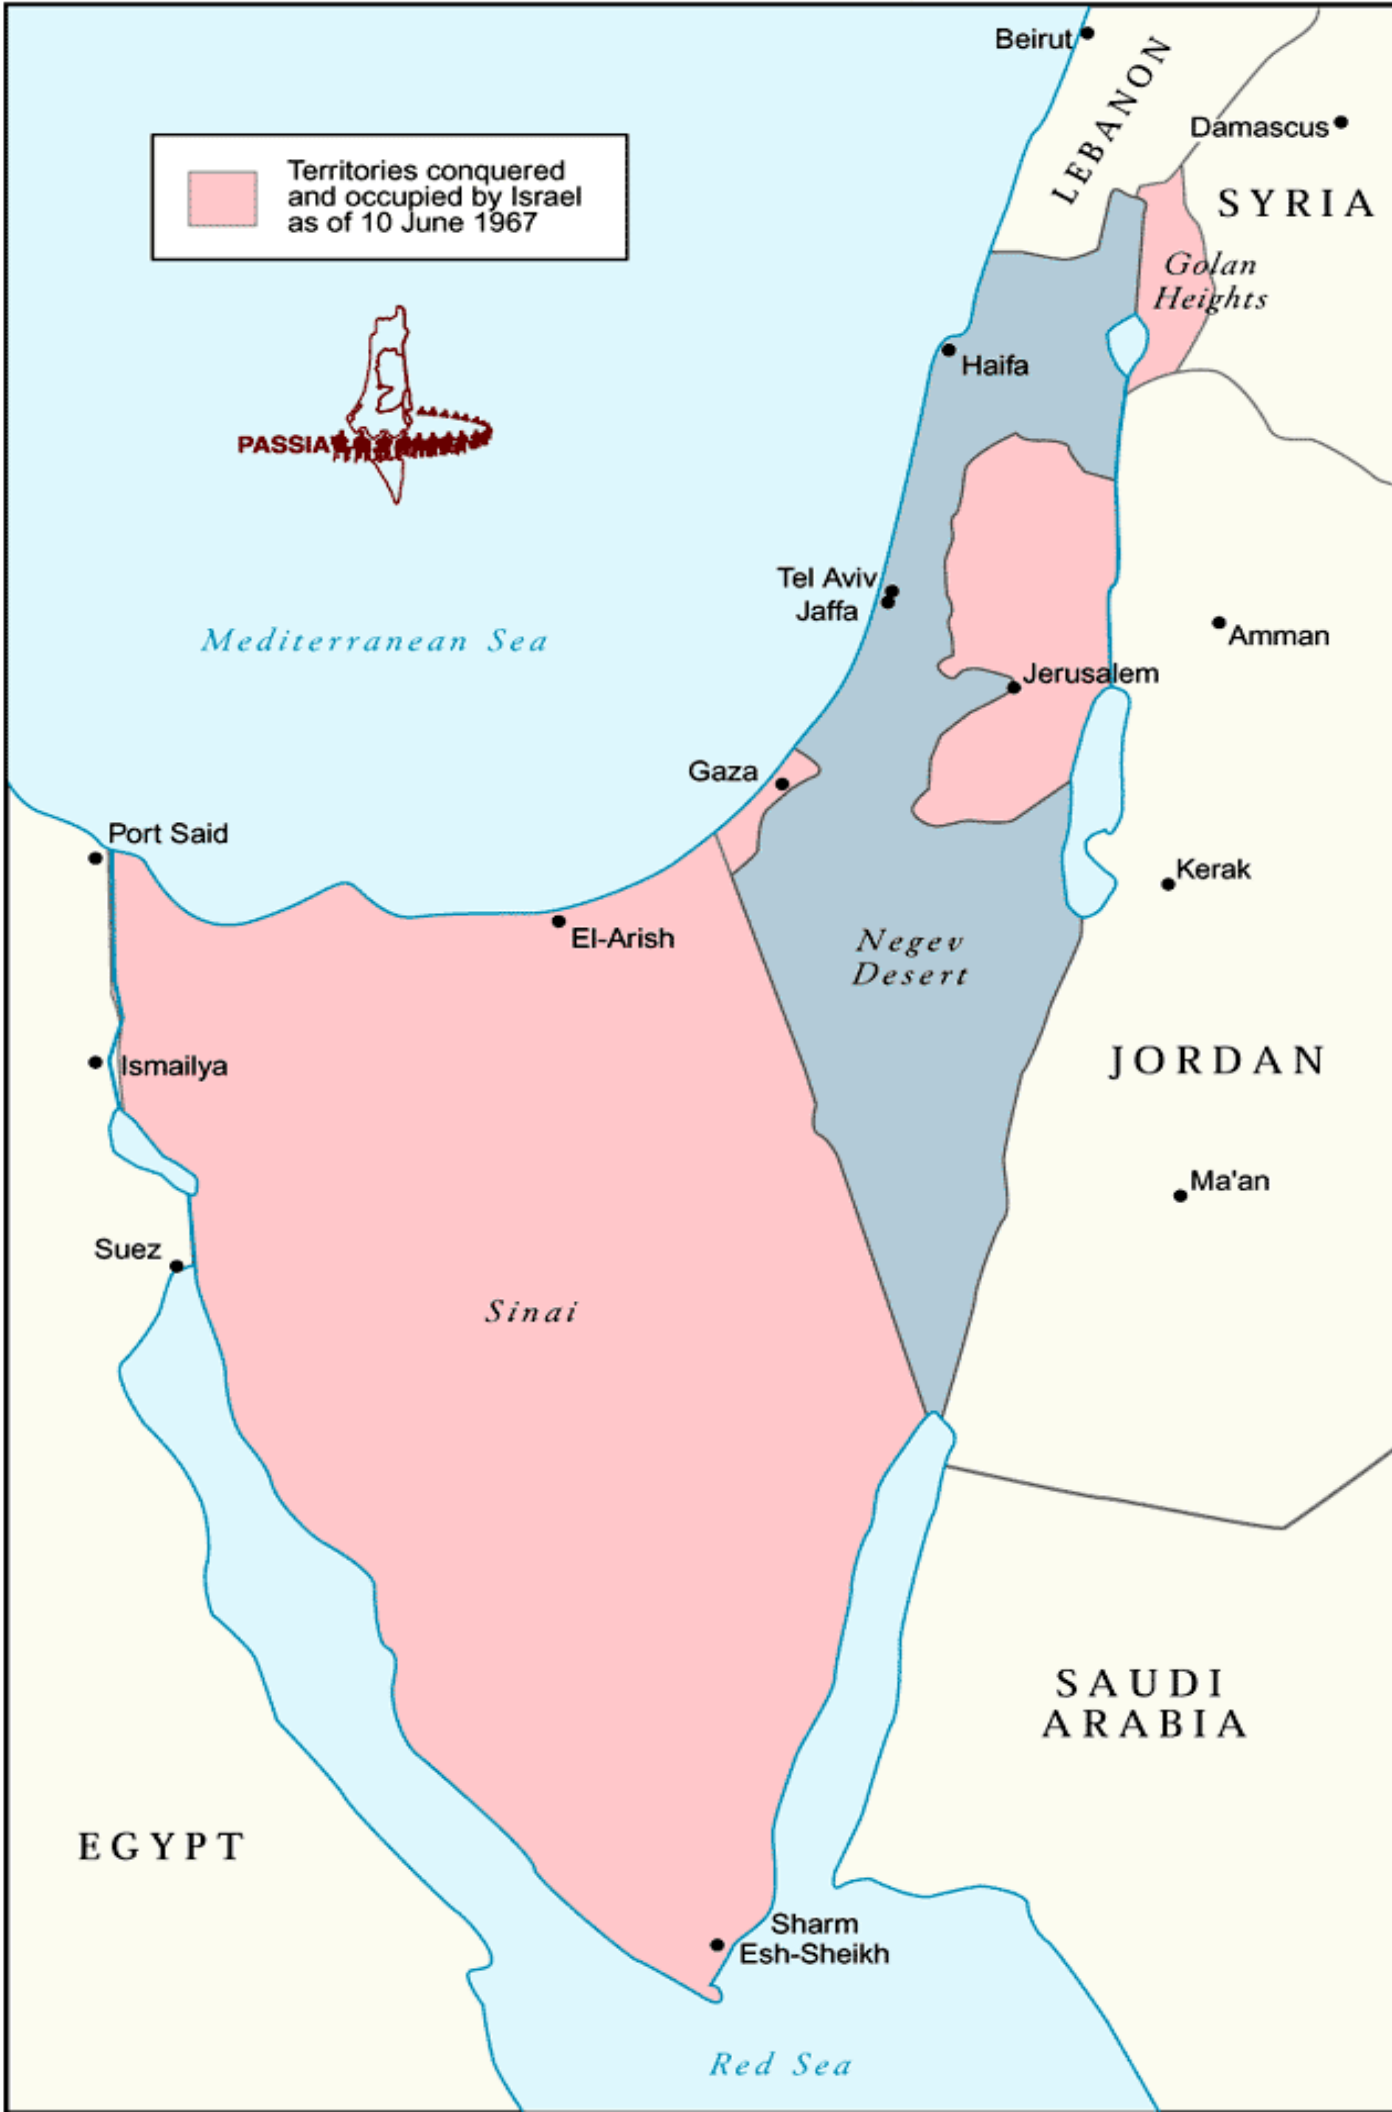 Beirut
LEBANON
Damascus
SYRIA
Territories conquered
and occupied by Israel
as of 10 June 1967
Golan
Heights
Haifa
PASSIA
Tel Aviv
Jaffa
Mediterranean Sea
Amman
Jerusalem
Gaza
Port Said
Kerak
El-Arish
Negev
Desert
Ismailya
JORDAN
Ma'an
Suez
Sinai
SAUDI
ARABIA
EGYPT
Sharm
Esh-Sheikh
Red Sea